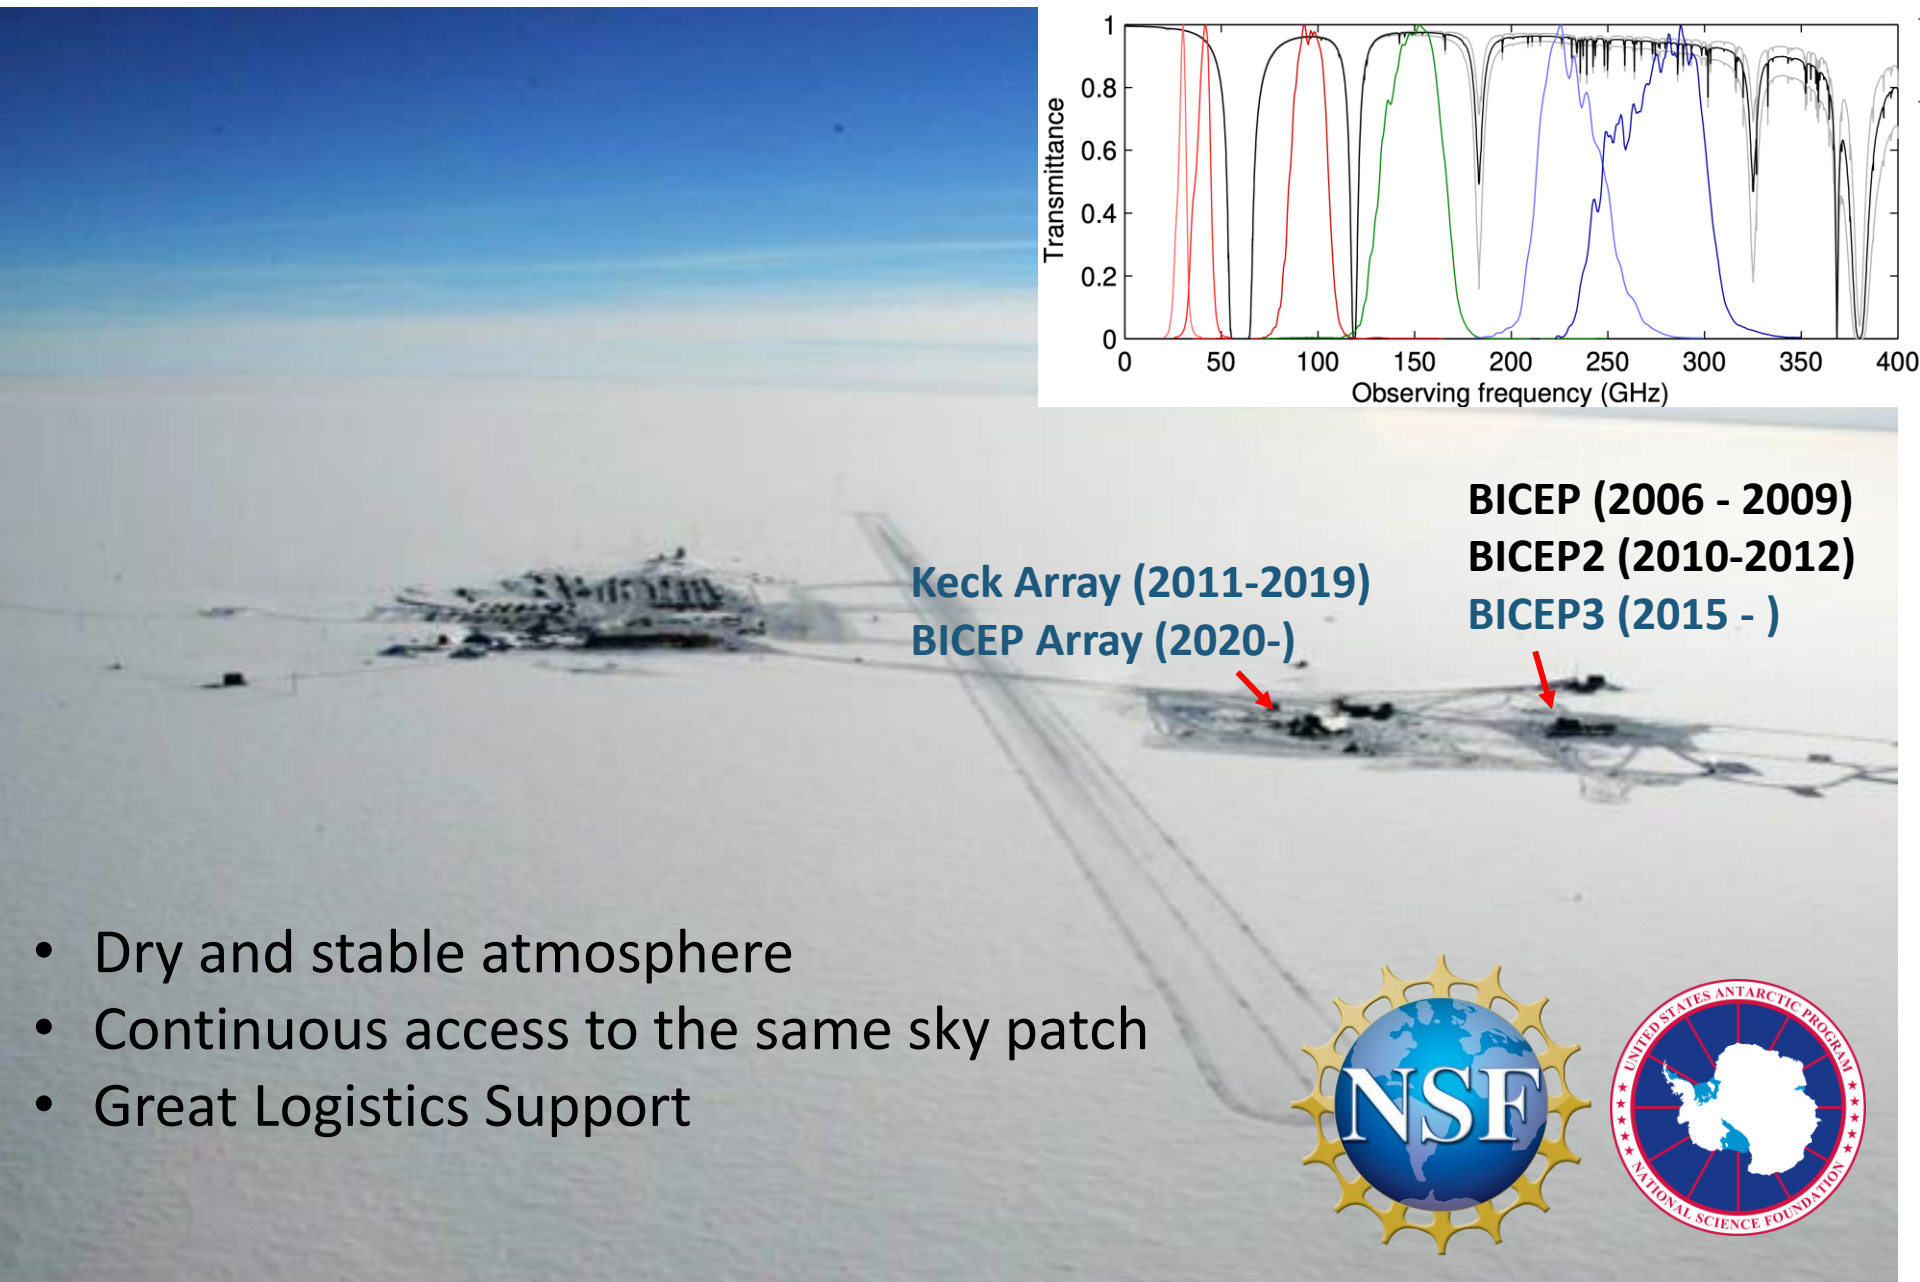 1
0.8
0.6
0.4
0.2
0
Transmittance
0 50 100 150 200 250 300 350 400
Observing frequency (GHz)
BICEP (2006 - 2009)
BICEP2 (2010-2012)
BICEP3 (2015 - )
Keck Array (2011-2019)
BICEP Array (2020-)
• Dry and stable atmosphere
• Continuous access to the same sky patch
• Great Logistics Support
NSF
UNITED STATES ANTARCTIC PROGRAM
NATIONAL SCIENCE FOUNDATION